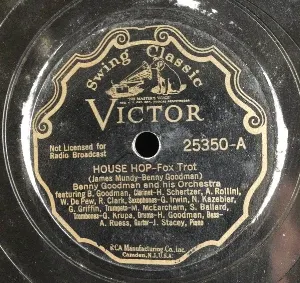 Swing Classic
"HIS MASTER'S VOICE"
VICTOR
Not Licensed for
Radio Broadcast
25350-A
HOUSE HOP-Fox Trot
(James Mundy-Benny Goodman)
Benny Goodman and his Orchestra
featuring B. Goodman, Clarinet-H. Schertzer, A. Rollini,
W. De Pew, R. Clark, Saxophones-G. Irwin, N. Kazebier,
G. Griffin, Trumpets-M. McEarchern, S. Ballard,
Trombones-G. Krupa, Drums-H. Goodman, Bass-
A. Ruess, Guitar-J. Stacey, Piano
RCA Manufacturing Co., Inc.
Camden, N.J., U.S.A.